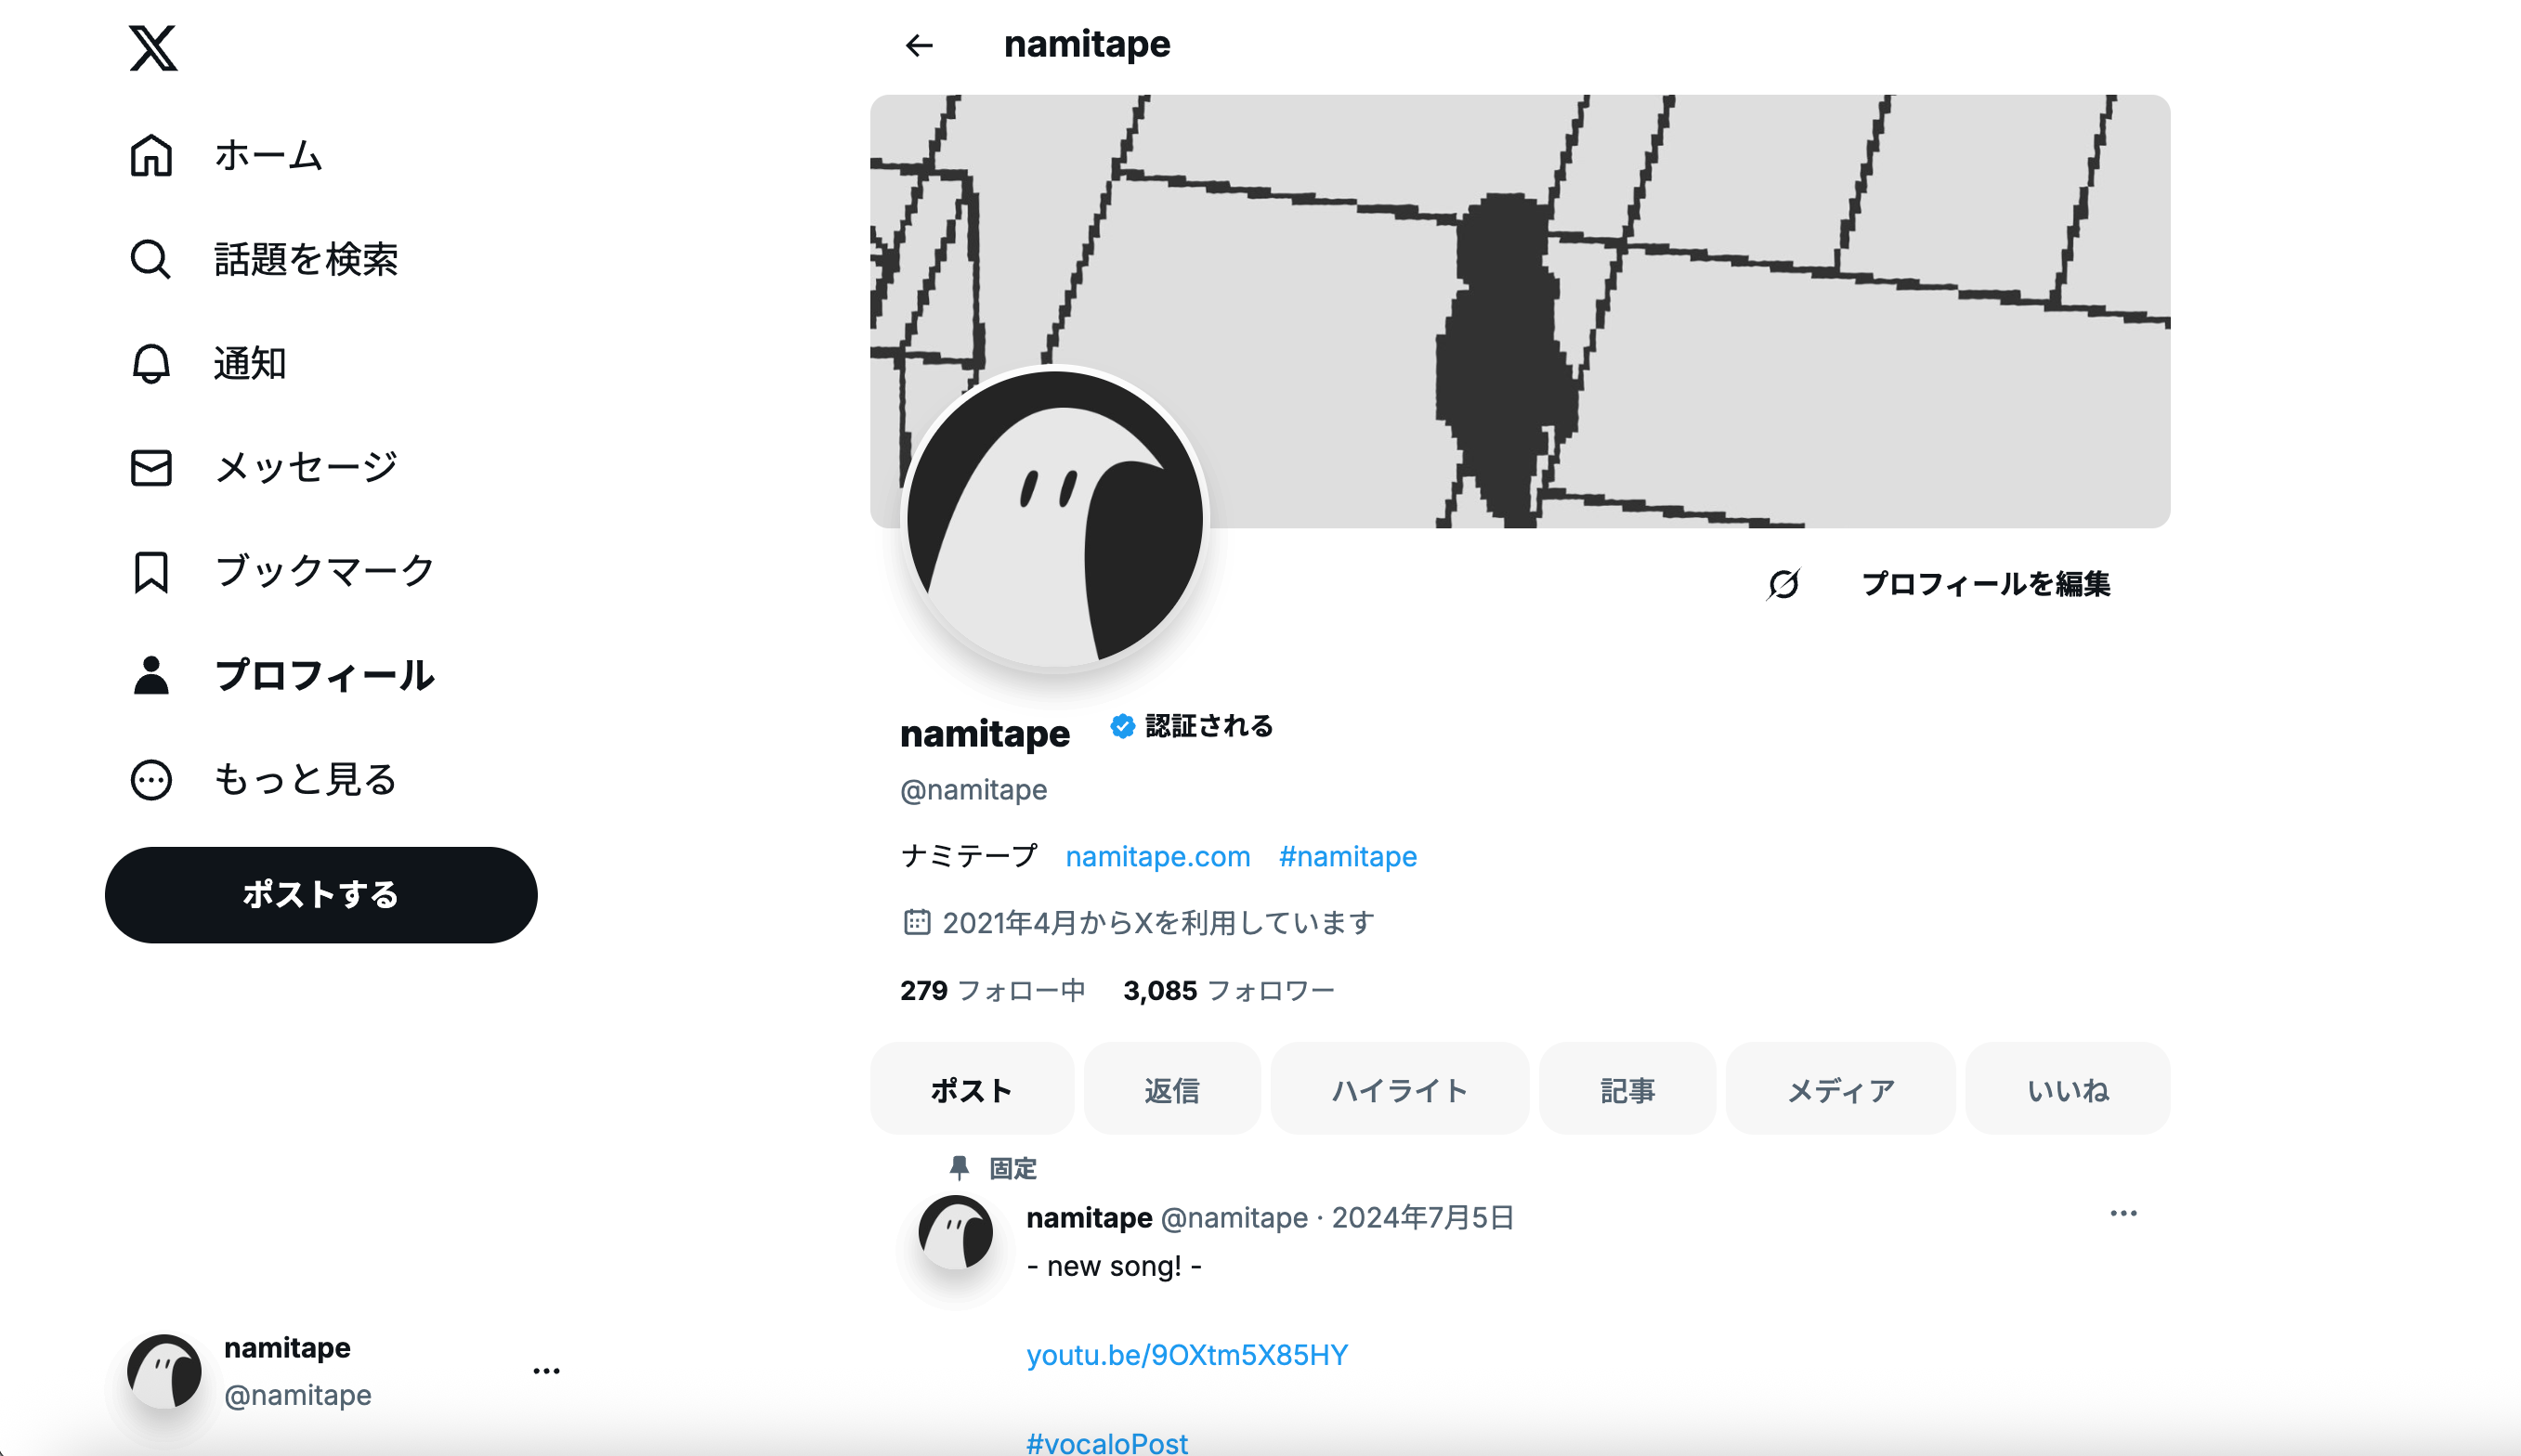 ホーム
話題を検索
通知
メッセージ
ブックマーク
プロフィール
もっと見る
ポストする
namitape
@namitape
namitape
プロフィールを編集
namitape 認証される
@namitape
ナミテープ namitape.com #namitape
2021年4月からXを利用しています
279 フォロー中 3,085 フォロワー
ポスト 返信 ハイライト 記事 メディア いいね
固定
namitape @namitape · 2024年7月5日
- new song! -
youtu.be/9OXtm5X85HY
#vocaloPost